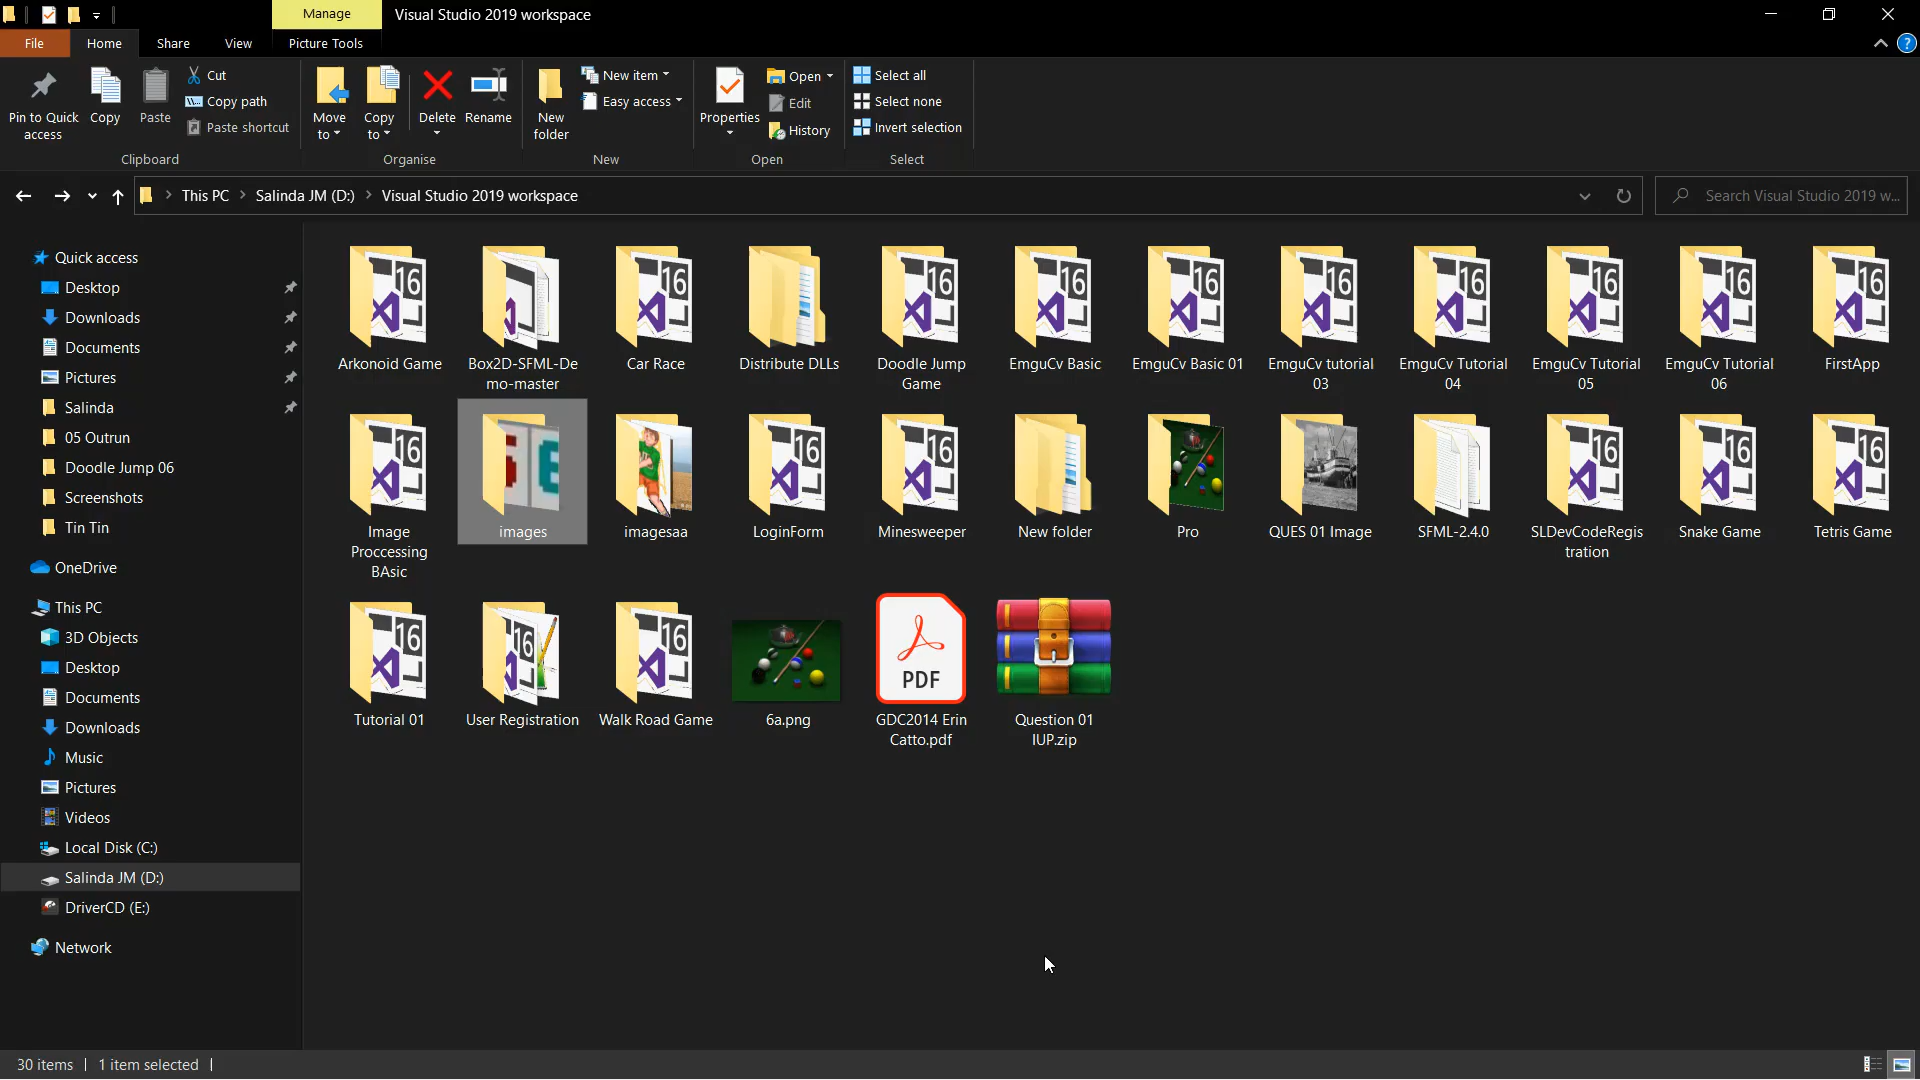 Manage
Visual Studio 2019 workspace
File
Home
Share
View
Picture Tools
Pin to Quick access
Copy
Paste
Cut
Copy path
Paste shortcut
Clipboard
Move to
Copy to
Delete
Rename
Organise
New folder
New item
Easy access
New
Properties
Open
Edit
History
Open
Select all
Select none
Invert selection
Select
This PC
Salinda JM (D:)
Visual Studio 2019 workspace
Search Visual Studio 2019 w...
Quick access
Desktop
Downloads
Documents
Pictures
Salinda
05 Outrun
Doodle Jump 06
Screenshots
Tin Tin
OneDrive
This PC
3D Objects
Desktop
Documents
Downloads
Music
Pictures
Videos
Local Disk (C:)
Salinda JM (D:)
DriverCD (E:)
Network
Arkonoid Game
Box2D-SFML-De
mo-master
Car Race
Distribute DLLs
Doodle Jump
Game
EmguCv Basic
EmguCv Basic 01
EmguCv tutorial
03
EmguCv Tutorial
04
EmguCv Tutorial
05
EmguCv Tutorial
06
FirstApp
Image
Proccessing
BAsic
images
imagesaa
LoginForm
Minesweeper
New folder
Pro
QUES 01 Image
SFML-2.4.0
SLDevCodeRegis
tration
Snake Game
Tetris Game
Tutorial 01
User Registration
Walk Road Game
6a.png
PDF
GDC2014 Erin
Catto.pdf
Question 01
IUP.zip
30 items
1 item selected